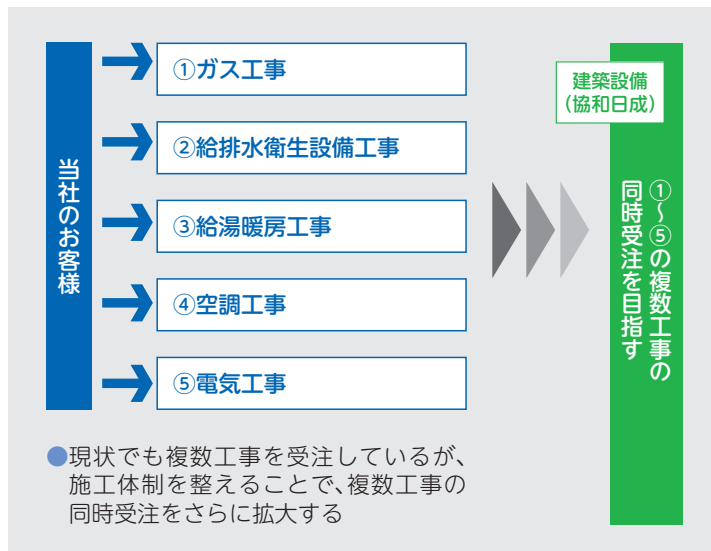 当社のお客様
①ガス工事
②給排水衛生設備工事
③給湯暖房工事
④空調工事
⑤電気工事
建築設備
（協和日成）
①～⑤の複数工事の
同時受注を目指す
●現状でも複数工事を受注しているが、
施工体制を整えることで、複数工事の
同時受注をさらに拡大する